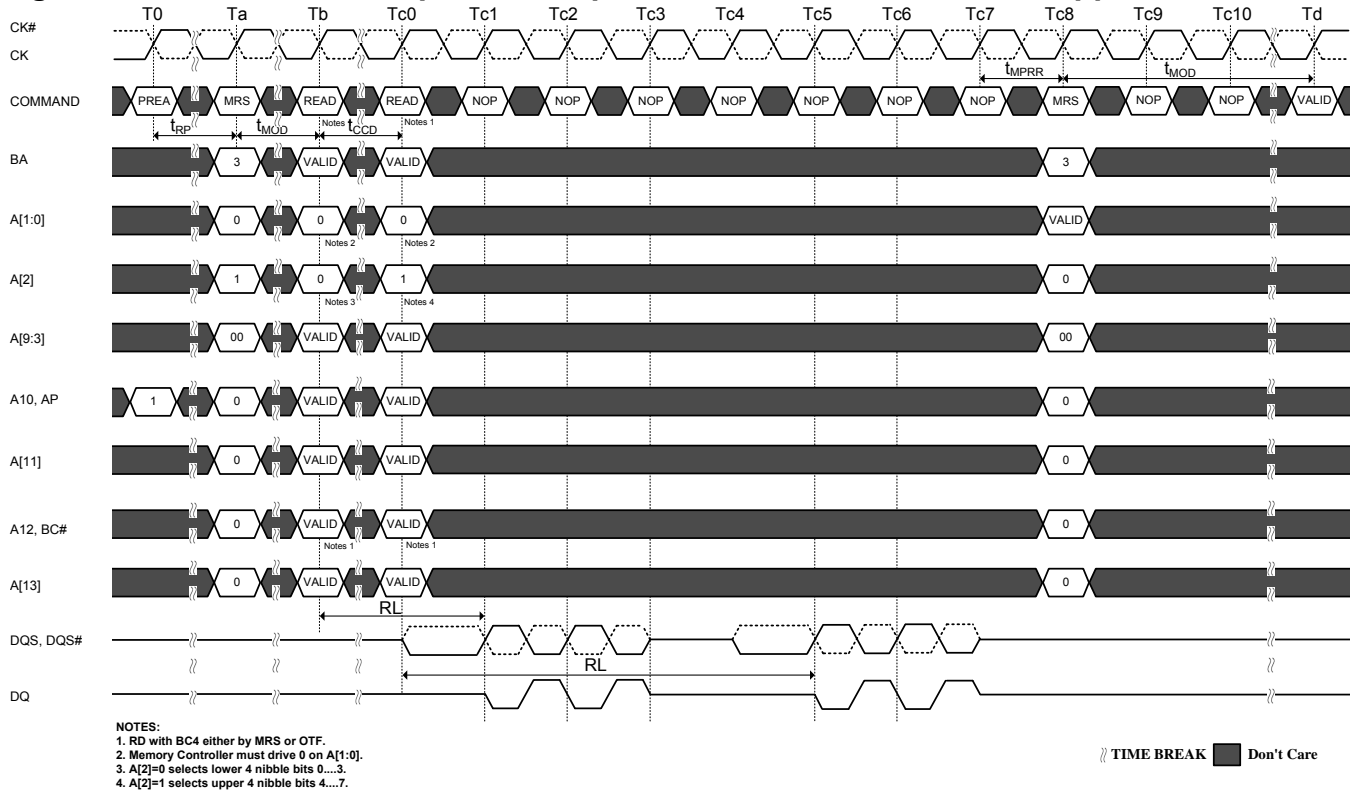 T0 Ta Tb Tc0 Tc1 Tc2 Tc3 Tc4 Tc5 Tc6 Tc7 Tc8 Tc9 Tc10 Td
CK#
CK
tMPRR tMOD
COMMAND PREA MRS READ READ NOP NOP NOP NOP NOP NOP NOP MRS NOP NOP VALID
Notes 1 Notes 1
tRP tMOD tCCD
BA 3 VALID VALID 3
A[1:0] 0 0 0 VALID
Notes 2 Notes 2
A[2] 1 0 1 0
Notes 3 Notes 4
A[9:3] 00 VALID VALID 00
A10, AP 1 0 VALID VALID 0
A[11] 0 VALID VALID 0
A12, BC# 0 VALID VALID 0
Notes 1 Notes 1
A[13] 0 VALID VALID 0
RL
DQS, DQS#
RL
DQ
NOTES:
1. RD with BC4 either by MRS or OTF.
2. Memory Controller must drive 0 on A[1:0].
3. A[2]=0 selects lower 4 nibble bits 0....3.
4. A[2]=1 selects upper 4 nibble bits 4....7.
TIME BREAK Don't Care